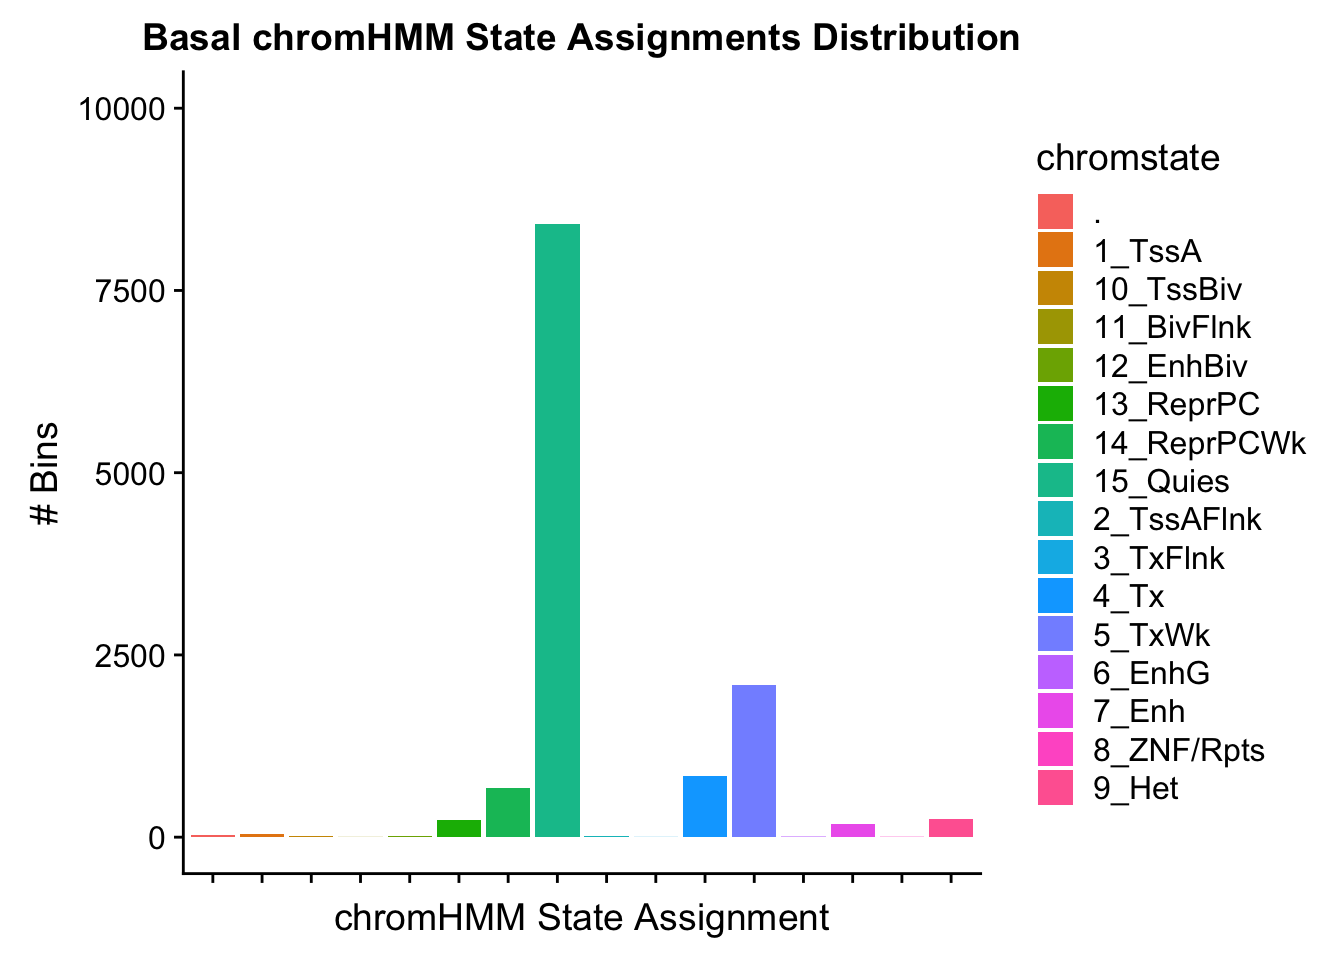 Basal chromHMM State Assignments Distribution
10000
7500
5000
2500
0
# Bins
chromHMM State Assignment
chromstate
.
1_TssA
10_TssBiv
11_BivFlnk
12_EnhBiv
13_ReprPC
14_ReprPCWk
15_Quies
2_TssAFlnk
3_TxFlnk
4_Tx
5_TxWk
6_EnhG
7_Enh
8_ZNF/Rpts
9_Het